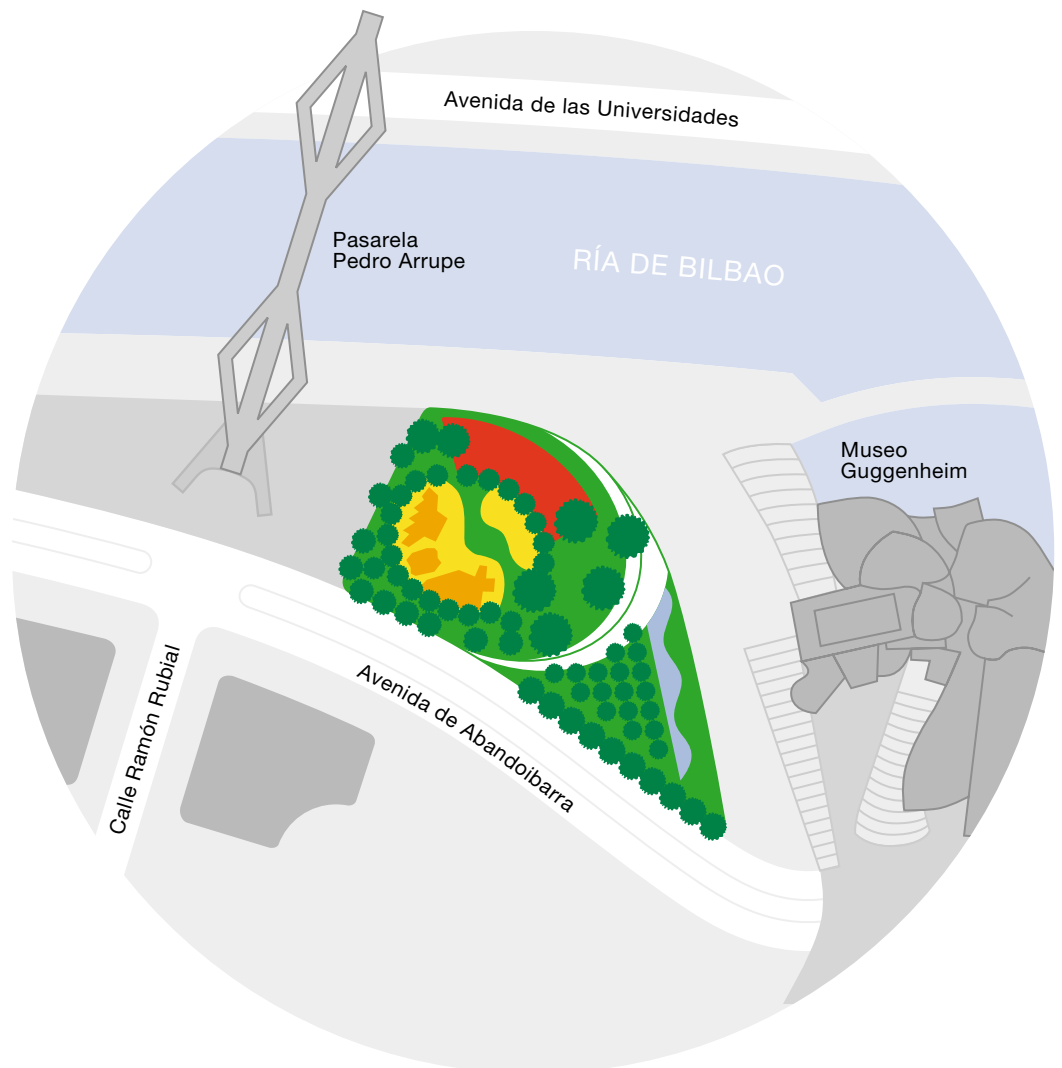 Avenida de las Universidades
Pasarela
Pedro Arrupe
RÍA DE BILBAO
Museo
Guggenheim
Calle Ramón Rubial
Avenida de Abandoibarra